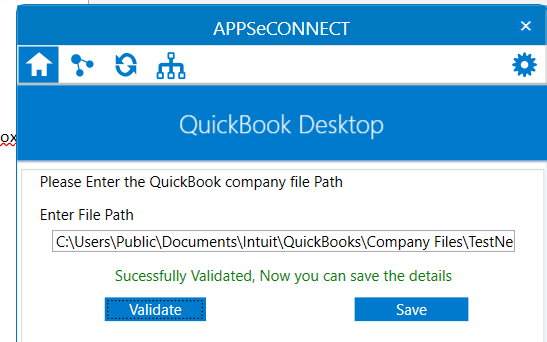 APPSeCONNECT
QuickBook Desktop
ox
Please Enter the QuickBook company file Path
Enter File Path
C:\Users\Public\Documents\Intuit\QuickBooks\Company Files\TestNe
Sucessfully Validated, Now you can save the details
Validate Save